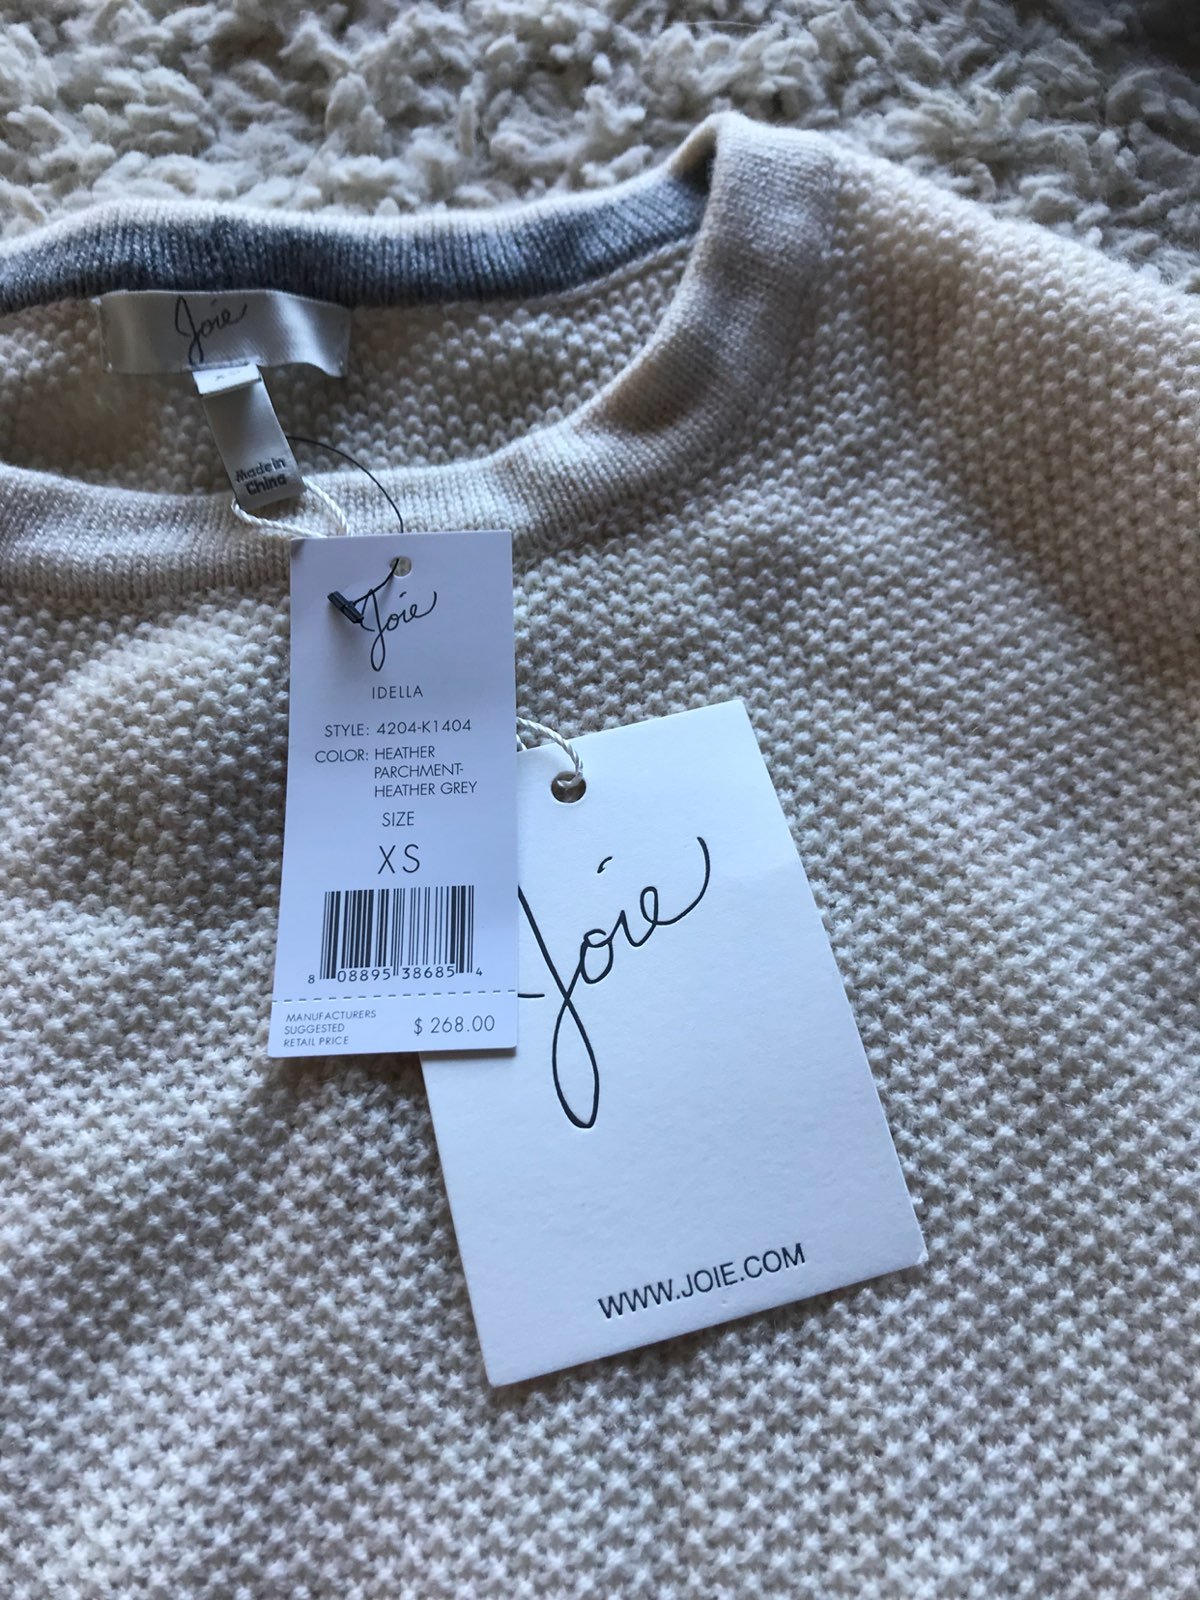 Joie
XS
Made in
China
Joie
IDELLA
STYLE: 4204-K1404
COLOR: HEATHER
PARCHMENT-
HEATHER GREY
SIZE
XS
8 08895 38685 4
MANUFACTURERS
SUGGESTED
RETAIL PRICE
$ 268.00
Joie
WWW.JOIE.COM